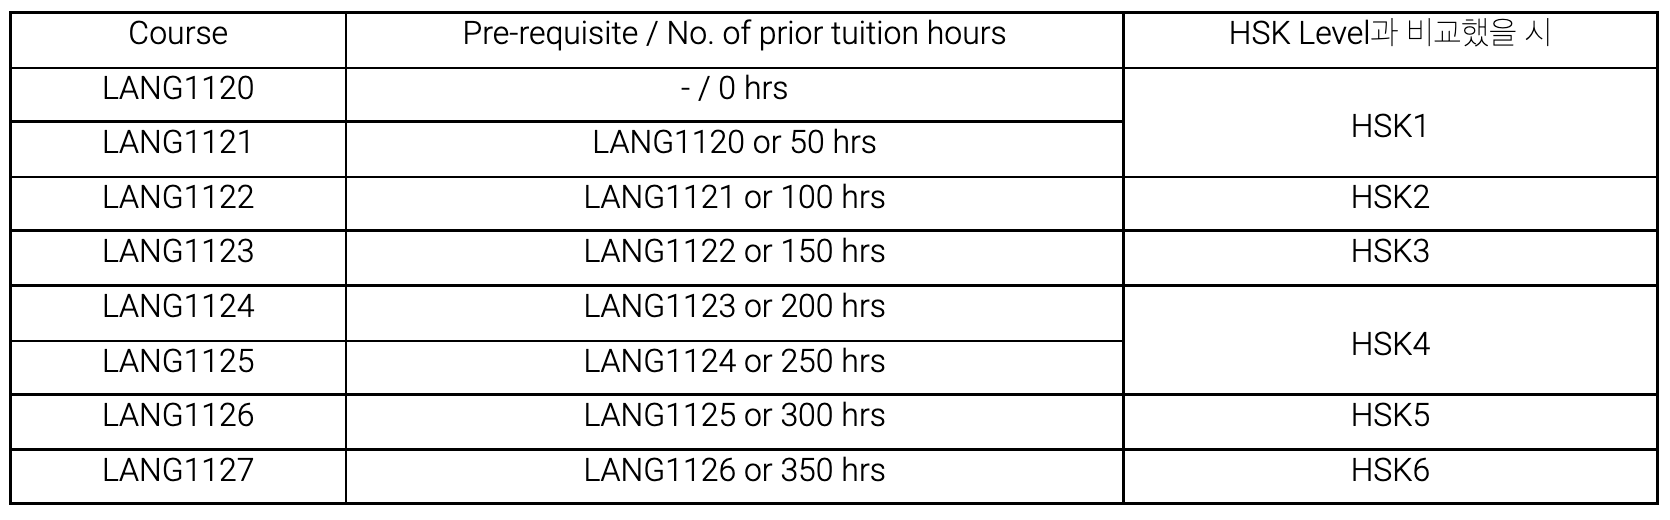 Course Pre-requisite / No. of prior tuition hours HSK Level과 비교했을 시
LANG1120 - / 0 hrs
HSK1
LANG1121 LANG1120 or 50 hrs
LANG1122 LANG1121 or 100 hrs HSK2
LANG1123 LANG1122 or 150 hrs HSK3
LANG1124 LANG1123 or 200 hrs
HSK4
LANG1125 LANG1124 or 250 hrs
LANG1126 LANG1125 or 300 hrs HSK5
LANG1127 LANG1126 or 350 hrs HSK6